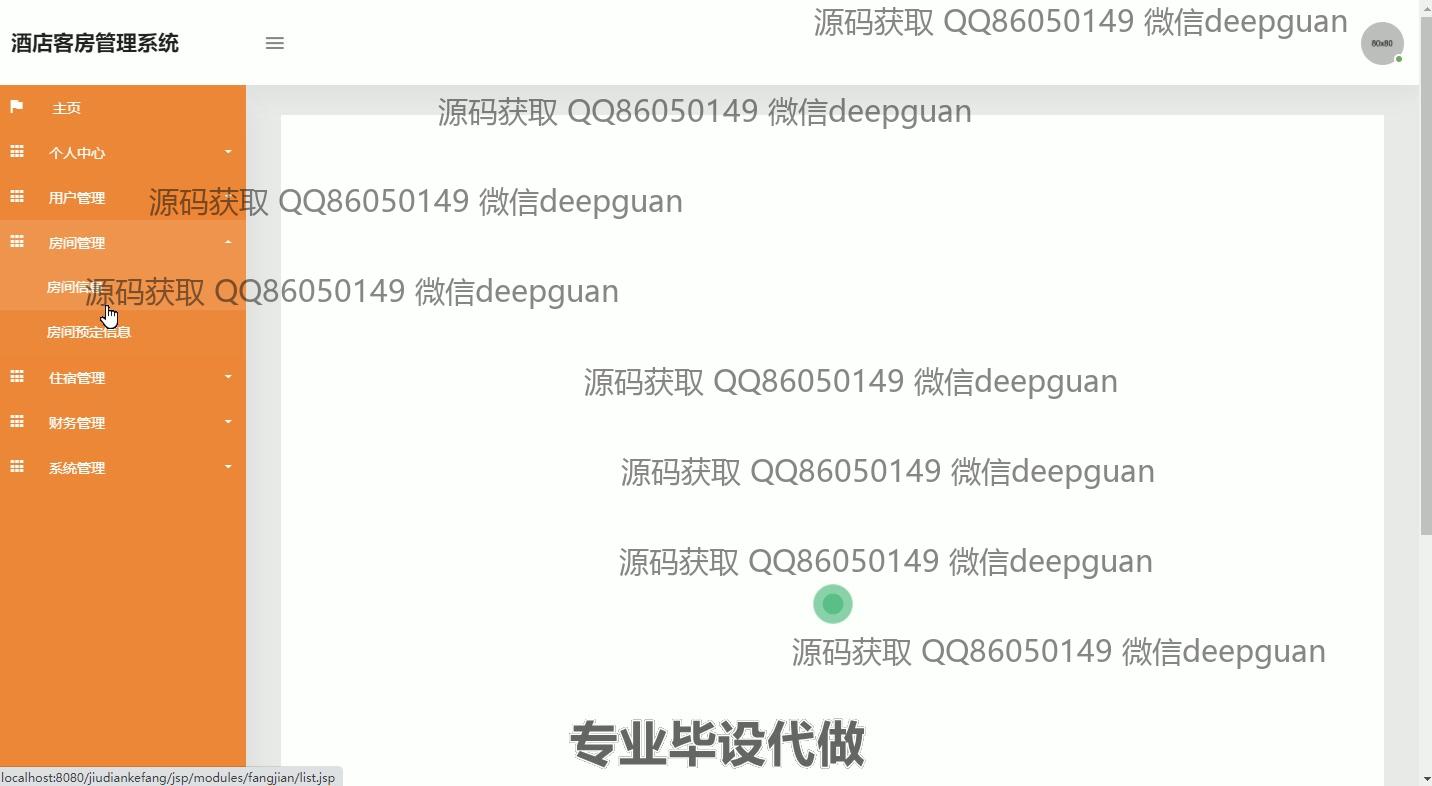 源码获取 QQ86050149 微信deepguan
酒店客房管理系统
80x80
主页
源码获取 QQ86050149 微信deepguan
个人中心
用户管理
源码获取 QQ86050149 微信deepguan
房间管理
房间信息
源码获取 QQ86050149 微信deepguan
房间预定信息
住宿管理
源码获取 QQ86050149 微信deepguan
财务管理
系统管理
源码获取 QQ86050149 微信deepguan
源码获取 QQ86050149 微信deepguan
源码获取 QQ86050149 微信deepguan
专业毕设代做
localhost:8080/jiudiankefang/jsp/modules/fangjian/list.jsp